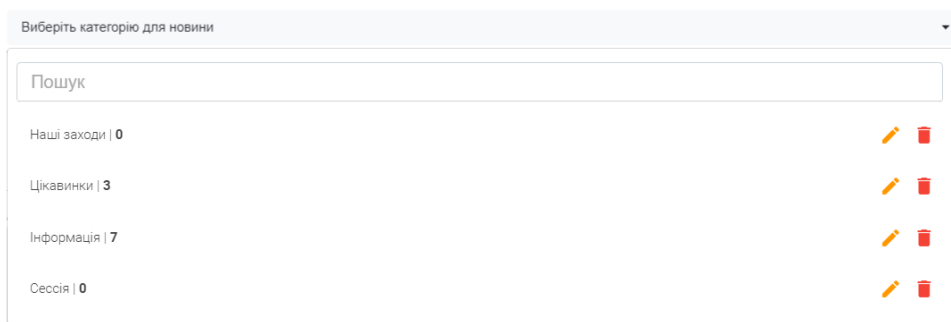 Виберіть категорію для новини
Пошук
Наші заходи | 0
Цікавинки | 3
Інформація | 7
Сессія | 0